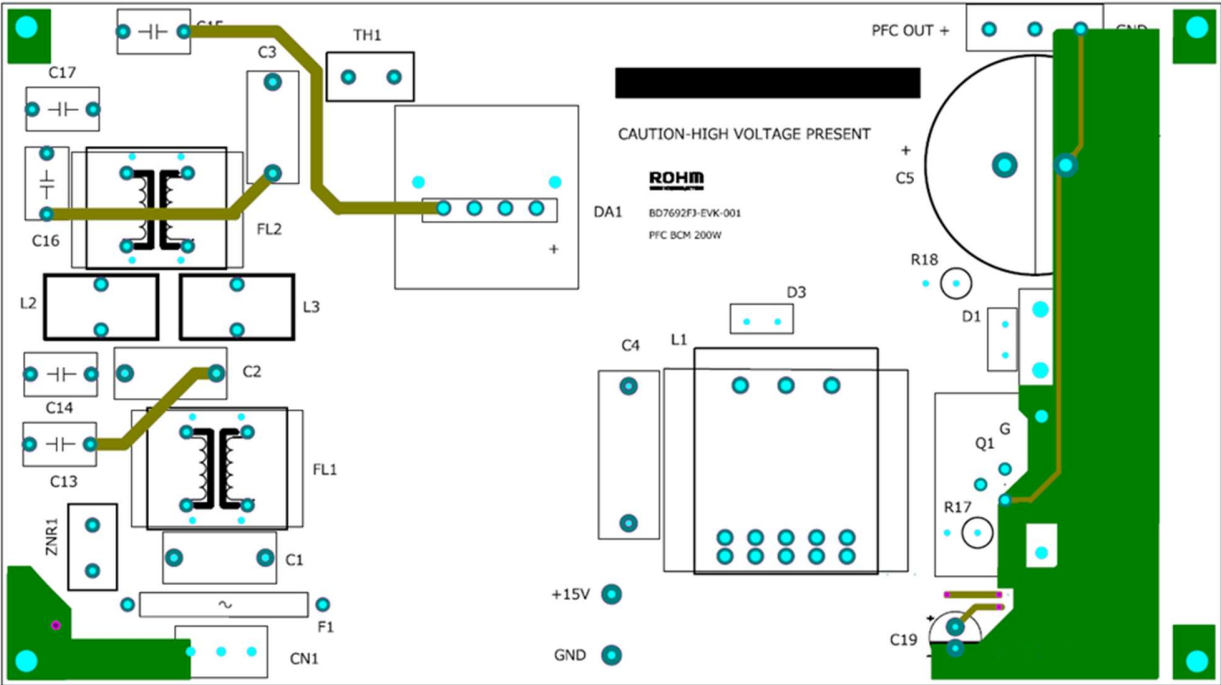 C15
PFC OUT +
GND
TH1
C3
C17
CAUTION-HIGH VOLTAGE PRESENT
+
C5
ROHM
BD7692FJ-EVK-001
PFC BCM 200W
DA1
+
C16
FL2
R18
L2
L3
D3
D1
C4
L1
C2
C14
G
Q1
C13
FL1
R17
ZNR1
C1
+15V
~
F1
+
C19
-
GND
CN1